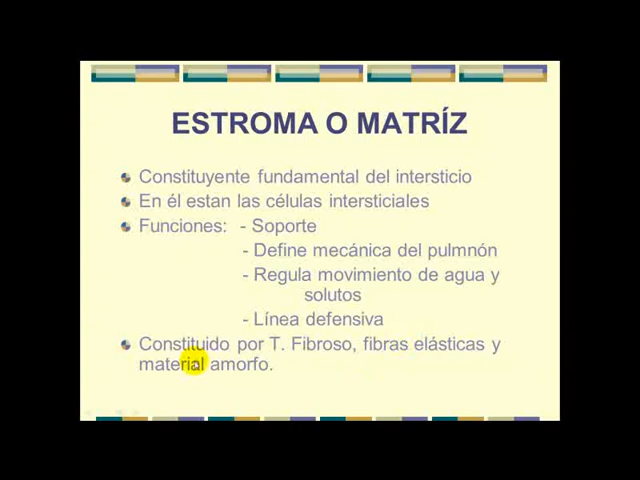 ESTROMA O MATRÍZ
Constituyente fundamental del intersticio
En él estan las células intersticiales
Funciones: - Soporte
- Define mecánica del pulmnón
- Regula movimiento de agua y
solutos
- Línea defensiva
Constituido por T. Fibroso, fibras elásticas y
material amorfo.